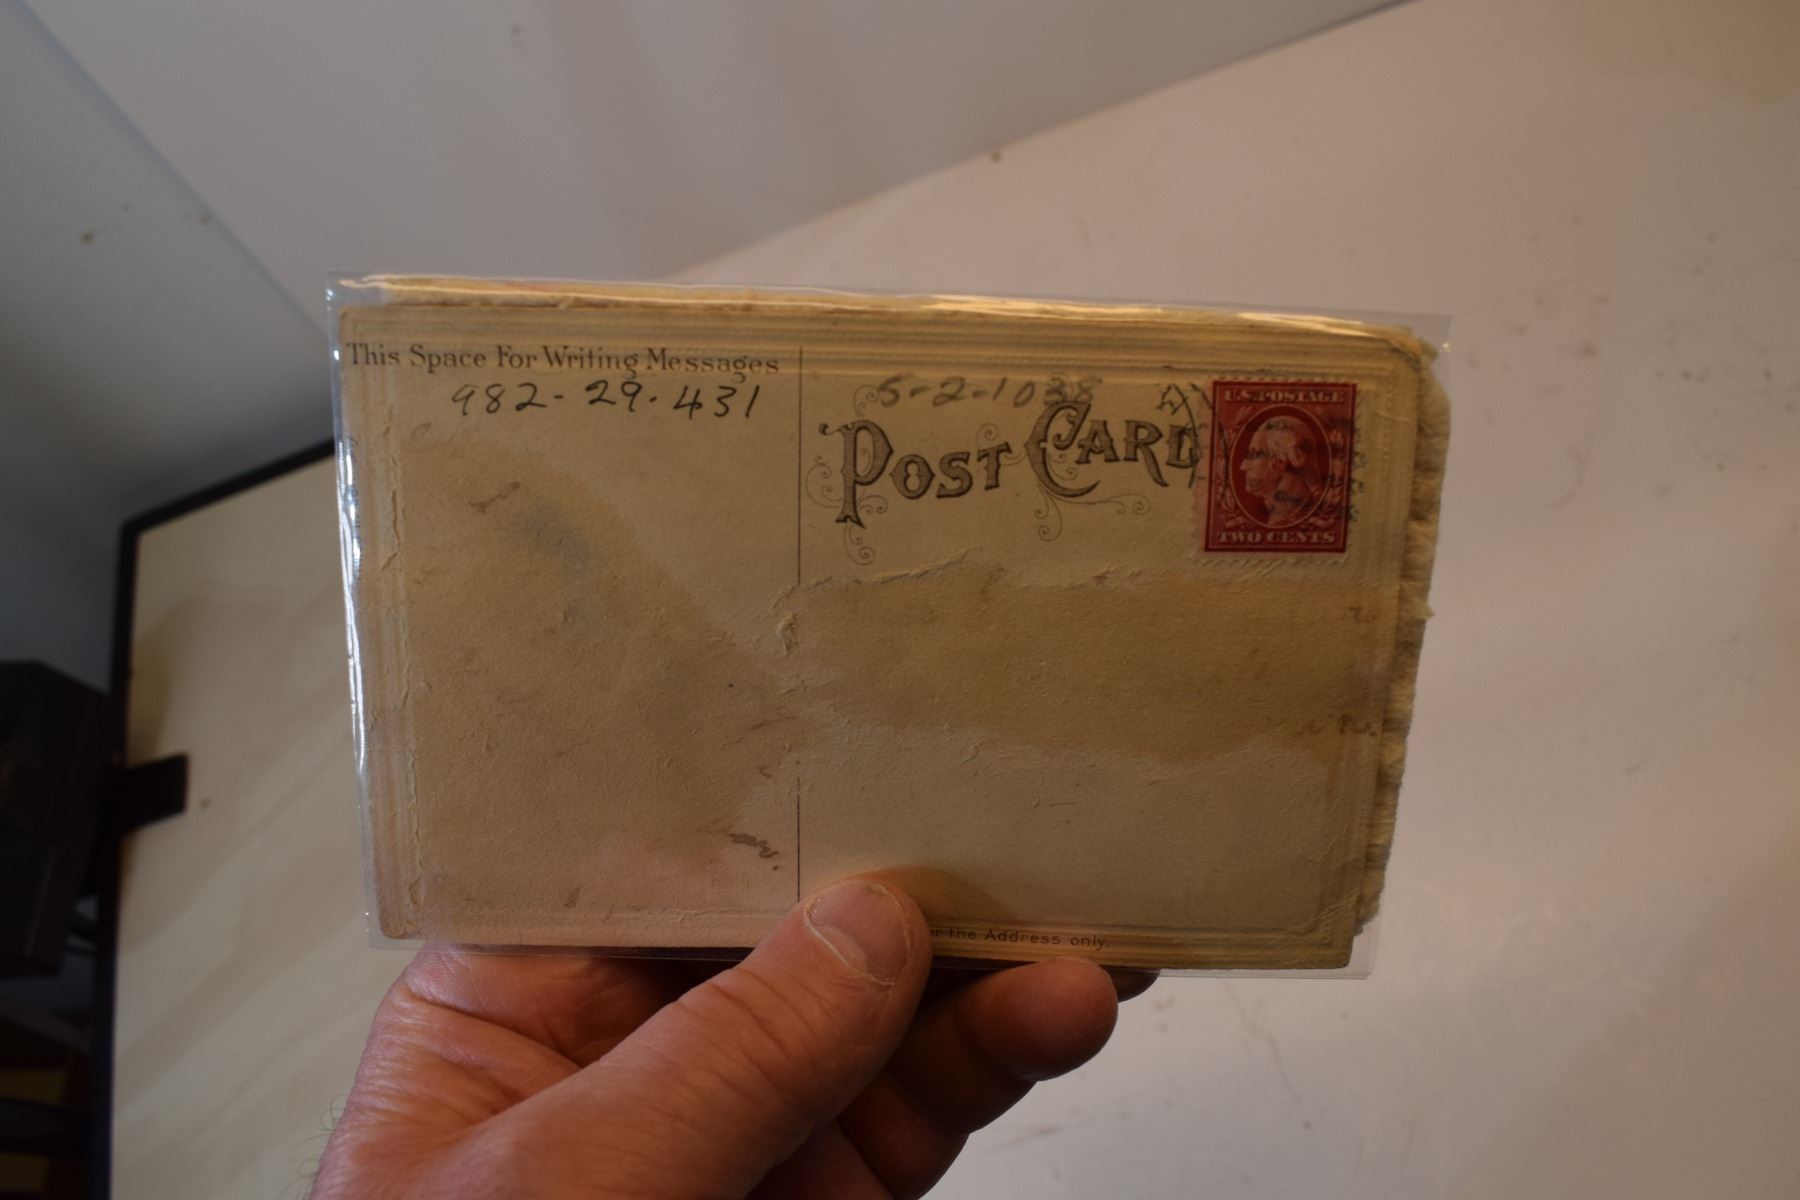 This Space For Writing Messages
982-29.431
5-2-1038
POST CARD
U.S. POSTAGE
TWO CENTS
or the Address only.